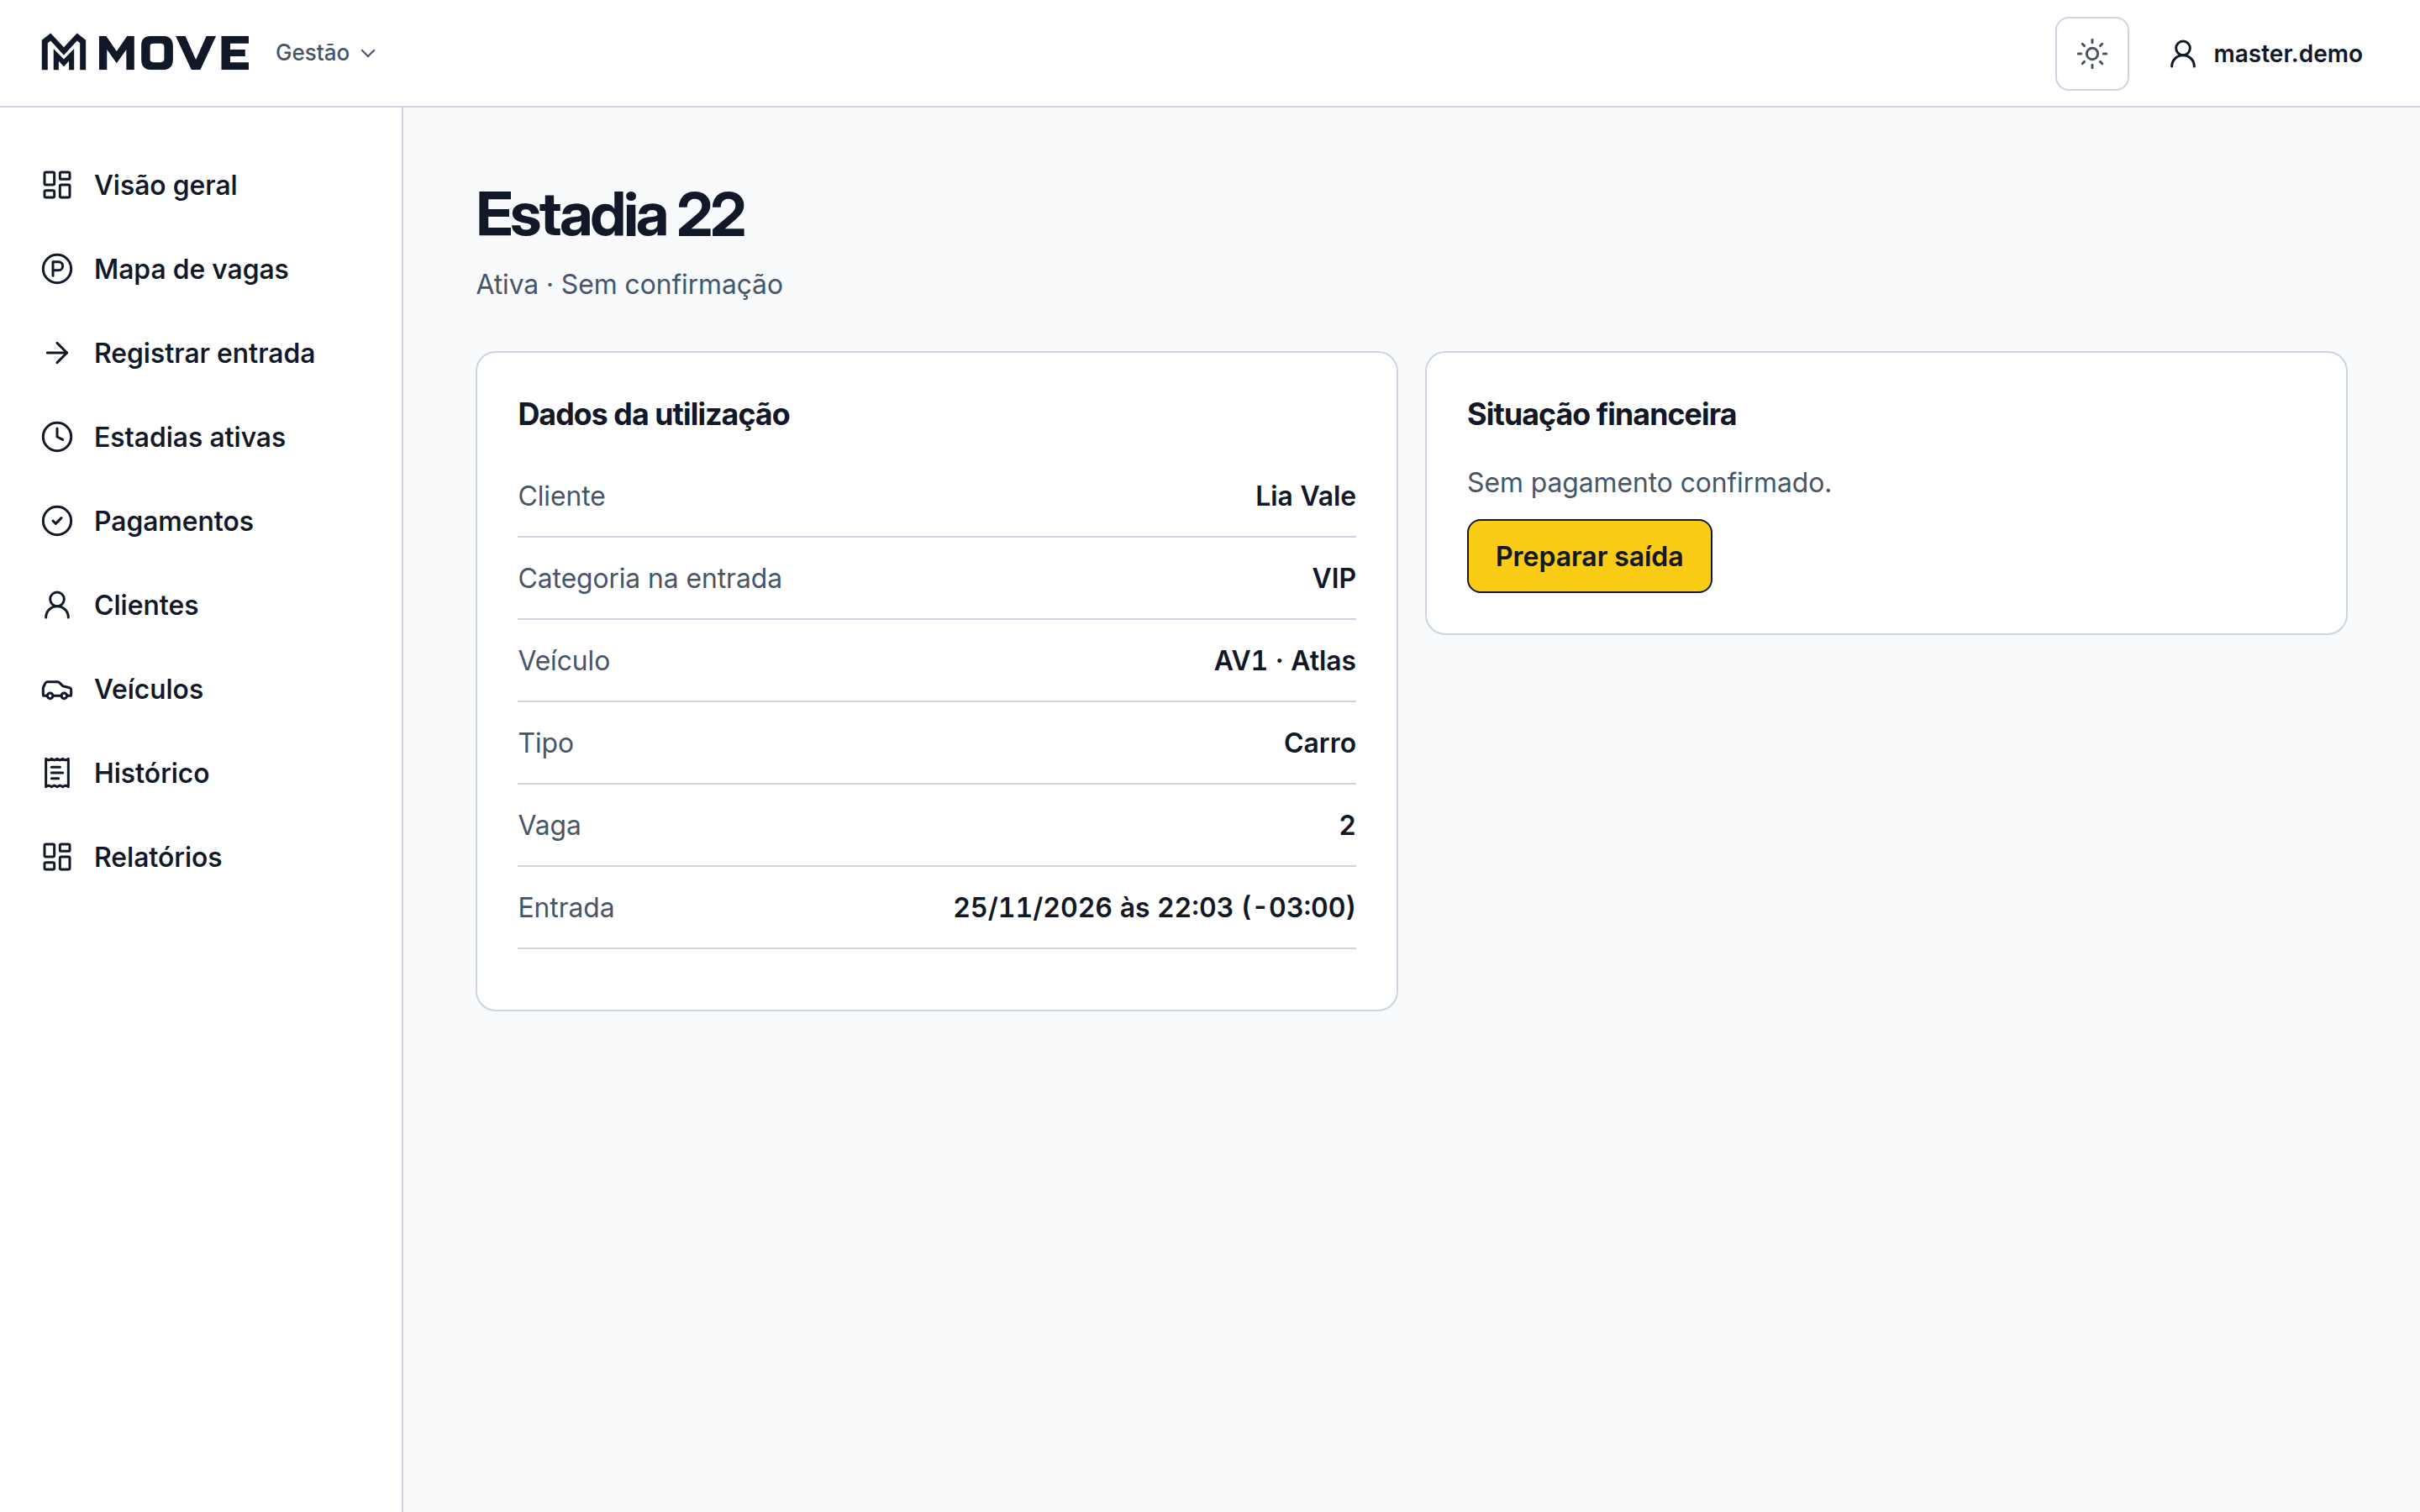 MOVE Gestão
master.demo
Visão geral
Mapa de vagas
Registrar entrada
Estadias ativas
Pagamentos
Clientes
Veículos
Histórico
Relatórios
Estadia 22
Ativa · Sem confirmação
Dados da utilização
Cliente Lia Vale
Categoria na entrada VIP
Veículo AV1 · Atlas
Tipo Carro
Vaga 2
Entrada 25/11/2026 às 22:03 (-03:00)
Situação financeira
Sem pagamento confirmado.
Preparar saída